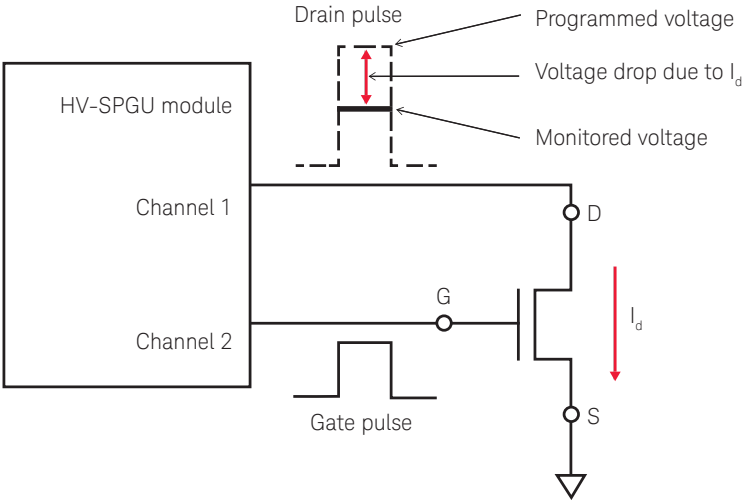 Drain pulse
Programmed voltage
Voltage drop due to Id
HV-SPGU module
Monitored voltage
Channel 1
D
G
Id
Channel 2
Gate pulse
S